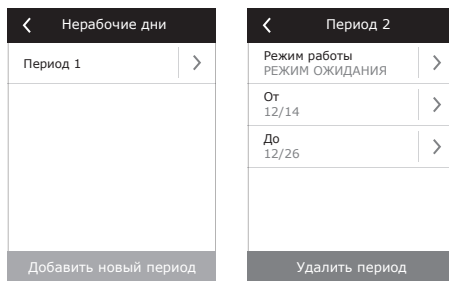 Нерабочие дни
Период 1
Добавить новый период
Период 2
Режим работы
РЕЖИМ ОЖИДАНИЯ
От
12/14
До
12/26
Удалить период